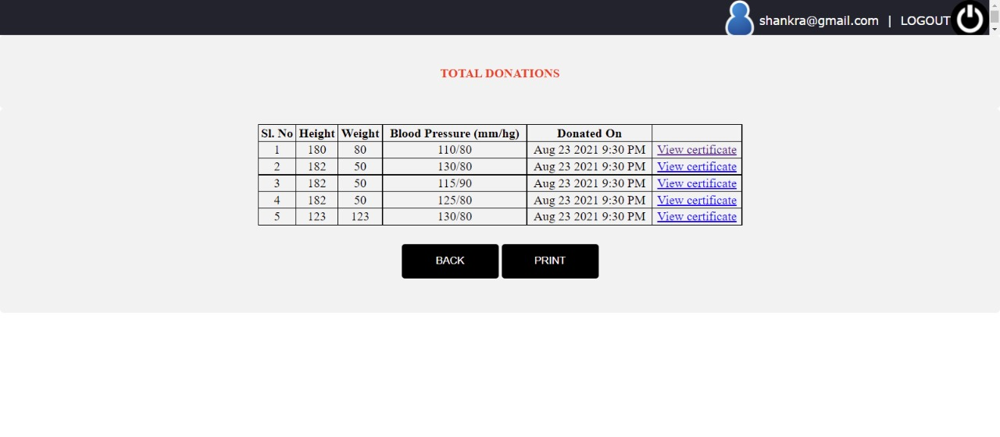 shankra@gmail.com | LOGOUT
TOTAL DONATIONS
Sl. No Height Weight Blood Pressure (mm/hg) Donated On
1 180 80 110/80 Aug 23 2021 9:30 PM View certificate
2 182 50 130/80 Aug 23 2021 9:30 PM View certificate
3 182 50 115/90 Aug 23 2021 9:30 PM View certificate
4 182 50 125/80 Aug 23 2021 9:30 PM View certificate
5 123 123 130/80 Aug 23 2021 9:30 PM View certificate
BACK PRINT